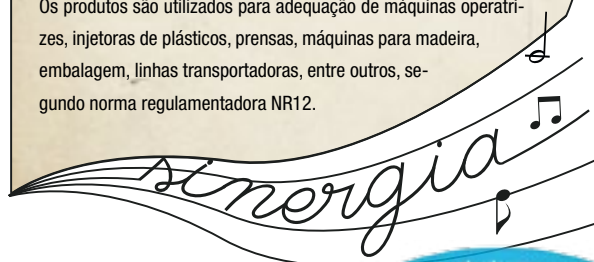 Os produtos são utilizados para adequação de máquinas operatri-
zes, injetoras de plásticos, prensas, máquinas para madeira,
embalagem, linhas transportadoras, entre outros, se-
gundo norma regulamentadora NR12.
sinergia